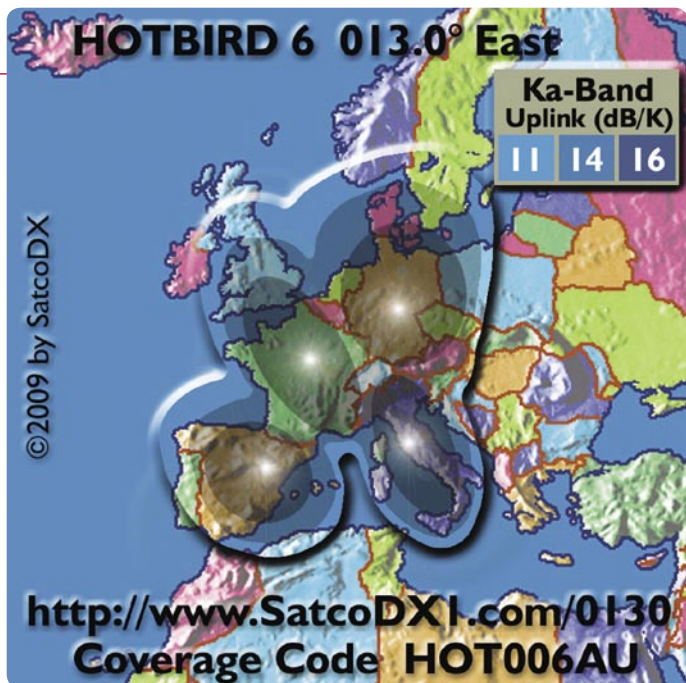 HOTBIRD 6 013.0° East
Ka-Band
Uplink (dB/K)
11 14 16
©2009 by SatcoDX
http://www.SatcoDX1.com/0130
Coverage Code HOT006AU